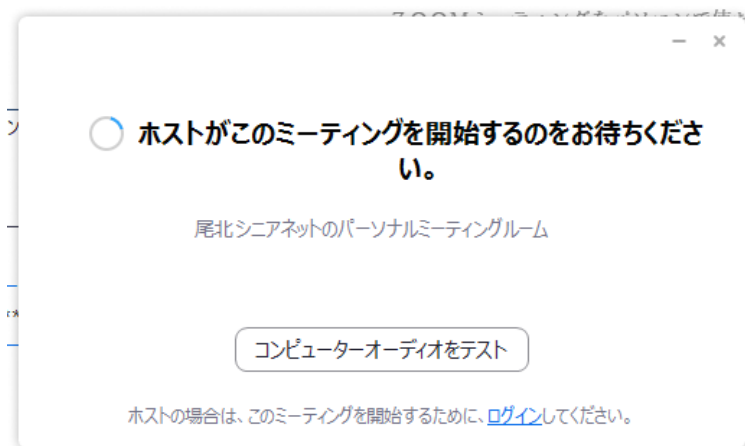 ホストがこのミーティングを開始するのをお待ちくださ
い。
尾北シニアネットのパーソナルミーティングルーム
コンピューターオーディオをテスト
ホストの場合は、このミーティングを開始するために、ログインしてください。